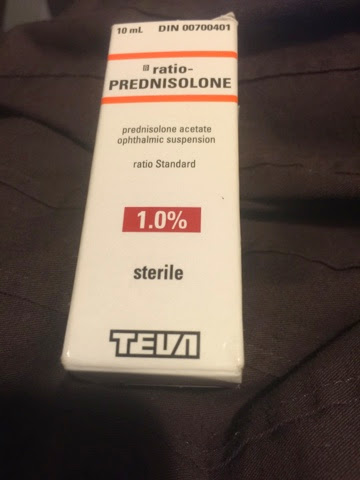 10 mL DIN 00700401
ratio-
PREDNISOLONE
prednisolone acetate
ophthalmic suspension
ratio Standard
1.0%
sterile
TEVA